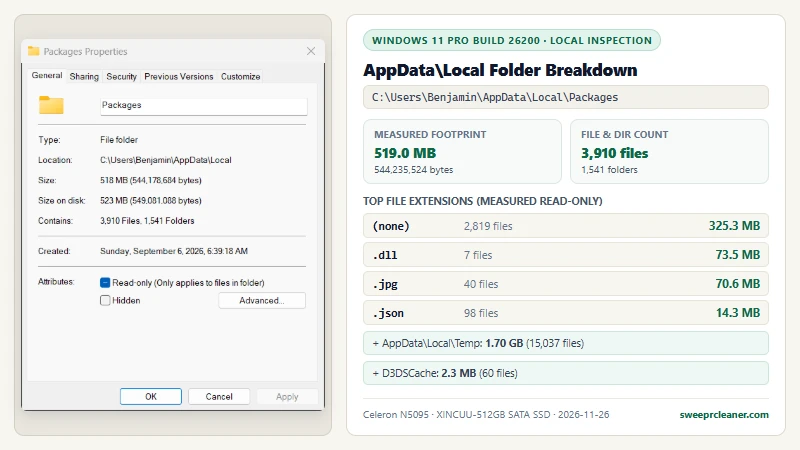 Packages Properties
General Sharing Security Previous Versions Customize
Packages
Type: File folder
Location: C:\Users\Benjamin\AppData\Local
Size: 518 MB (544,178,684 bytes)
Size on disk: 523 MB (549,081,088 bytes)
Contains: 3,910 Files, 1,541 Folders
Created: Sunday, September 6, 2026, 6:39:18 AM
Attributes: Read-only (Only applies to files in folder)
Hidden Advanced...
OK Cancel Apply
WINDOWS 11 PRO BUILD 26200 · LOCAL INSPECTION
AppData\Local Folder Breakdown
C:\Users\Benjamin\AppData\Local\Packages
MEASURED FOOTPRINT
519.0 MB
544,235,524 bytes
FILE & DIR COUNT
3,910 files
1,541 folders
TOP FILE EXTENSIONS (MEASURED READ-ONLY)
(none) 2,819 files 325.3 MB
.dll 7 files 73.5 MB
.jpg 40 files 70.6 MB
.json 98 files 14.3 MB
+ AppData\Local\Temp: 1.70 GB (15,037 files)
+ D3DSCache: 2.3 MB (60 files)
Celeron N5095 · XINCUU-512GB SATA SSD · 2026-11-26 sweeprcleaner.com